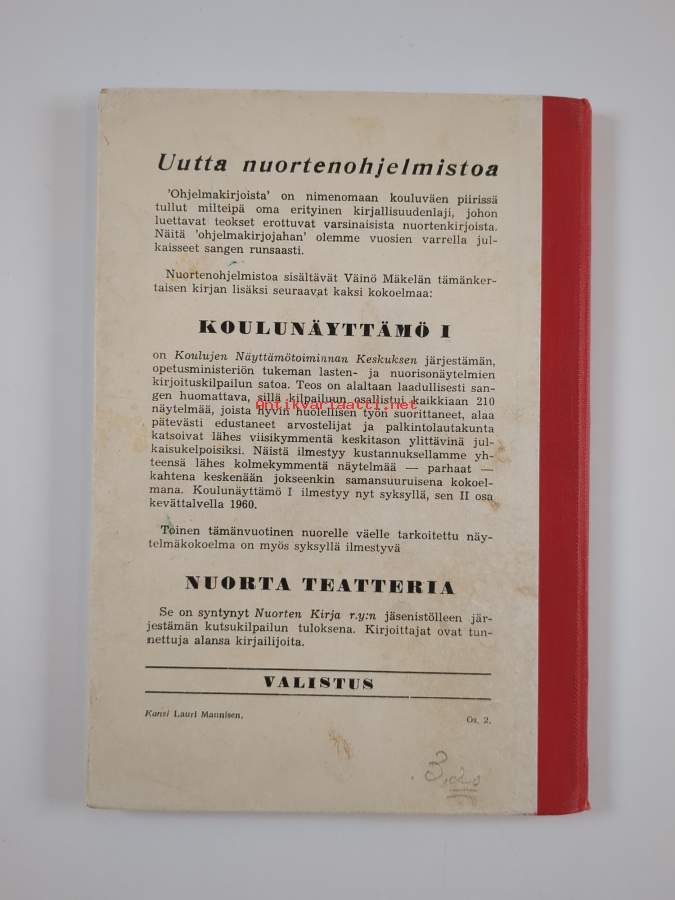 Uutta nuortenohjelmistoa
'Ohjelmakirjoista' on nimenomaan kouluväen piirissä
tullut milteipä oma erityinen kirjallisuudenlaji, johon
luettavat teokset erottuvat varsinaisista nuortenkirjoista.
Näitä 'ohjelmakirjojahan' olemme vuosien varrella jul-
kaisseet sangen runsaasti.
Nuortenohjelmistoa sisältävät Väinö Mäkelän tämänker-
taisen kirjan lisäksi seuraavat kaksi kokoelmaa:
KOULUNÄYTTÄMÖ I
on Koulujen Näyttämötoiminnan Keskuksen järjestämän,
opetusministeriön tukeman lasten- ja nuorisonäytelmien
kirjoituskilpailun satoa. Teos on alaltaan laadullisesti san-
gen huomattava, sillä kilpailuun osallistui kaikkiaan 210
Antikvariaatti.net
näytelmää, joista hyvin huolellisen työn suorittaneet, alaa
pätevästi edustaneet arvostelijat ja palkintolautakunta
katsoivat lähes viisikymmentä keskitason ylittävinä jul-
kaisukelpoisiksi. Näistä ilmestyy kustannuksellamme yh-
teensä lähes kolmekymmentä näytelmää — parhaat —
kahtena keskenään jokseenkin samansuuruisena kokoel-
mana. Koulunäyttämö I ilmestyy nyt syksyllä, sen II osa
kevättalvella 1960.
Toinen tämänvuotinen nuorelle väelle tarkoitettu näy-
telmäkokoelma on myös syksyllä ilmestyvä
NUORTA TEATTERIA
Se on syntynyt Nuorten Kirja r.y:n jäsenistölleen jär-
jestämän kutsukilpailun tuloksena. Kirjoittajat ovat tun-
nettuja alansa kirjailijoita.
VALISTUS
Kansi Lauri Mannisen.
Os. 2.